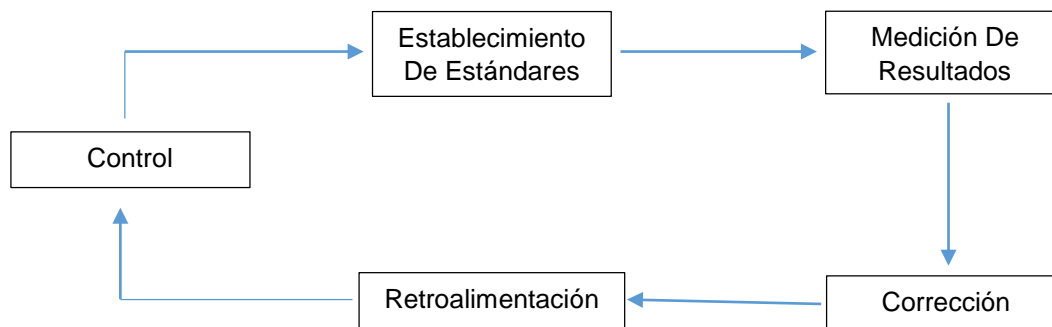 Establecimiento
De Estándares
Medición De
Resultados
Control
Retroalimentación
Corrección